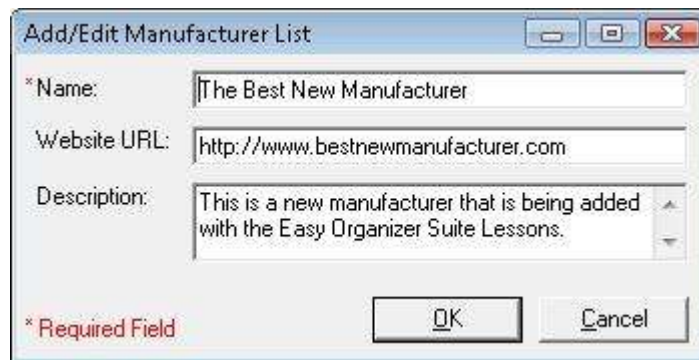 Add/Edit Manufacturer List
*Name: The Best New Manufacturer
Website URL: http://www.bestnewmanufacturer.com
Description: This is a new manufacturer that is being added
with the Easy Organizer Suite Lessons.
* Required Field OK Cancel